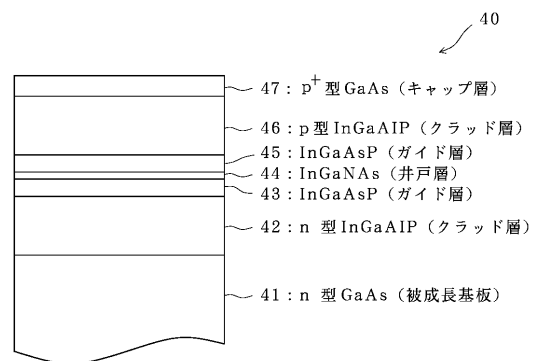 40
47：p+型GaAs（キャップ層）
46：p型InGaAlP（クラッド層）
45：InGaAsP（ガイド層）
44：InGaNAs（井戸層）
43：InGaAsP（ガイド層）
42：n 型InGaAlP（クラッド層）
41：n 型GaAs（被成長基板）